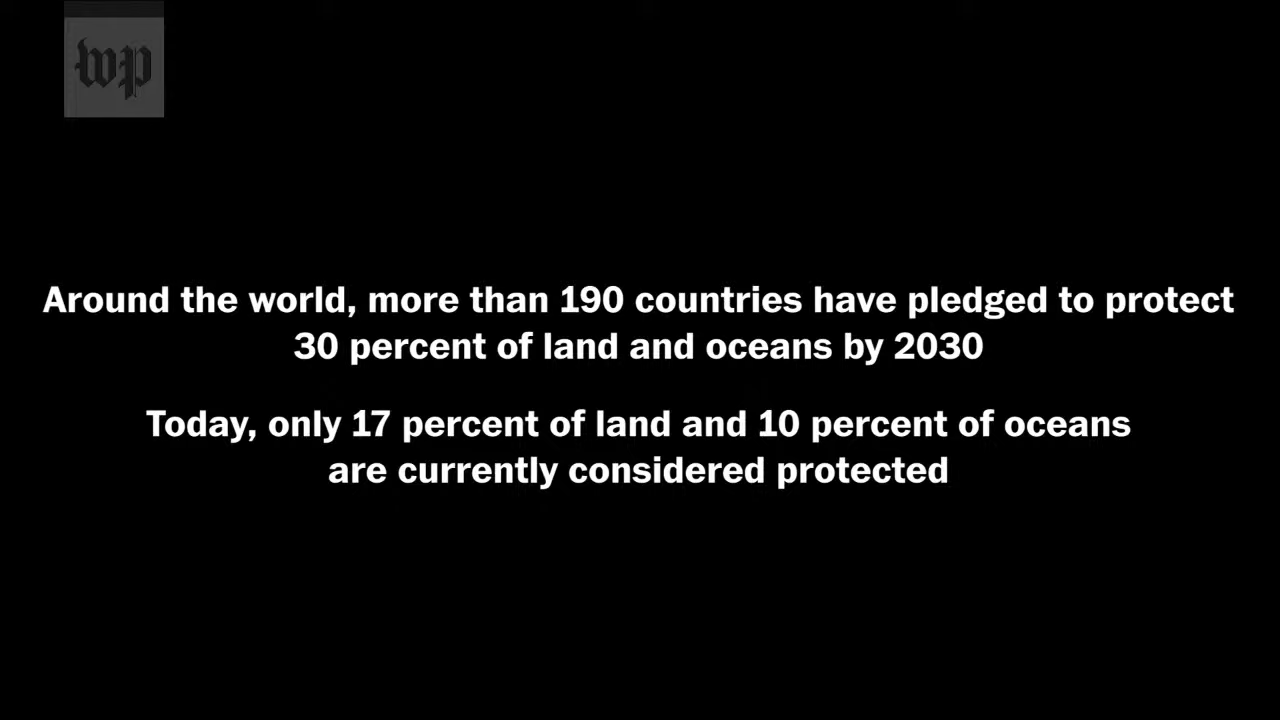 wp
Around the world, more than 190 countries have pledged to protect
30 percent of land and oceans by 2030
Today, only 17 percent of land and 10 percent of oceans
are currently considered protected